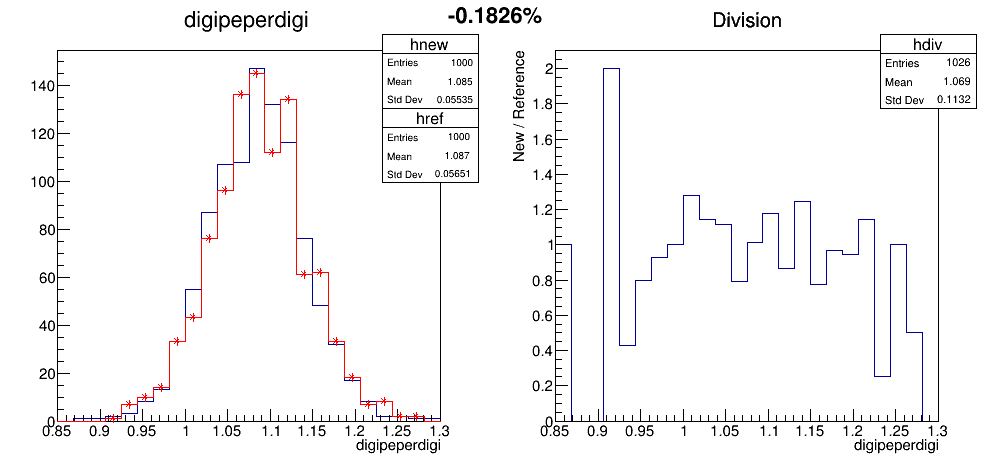 -0.1826%
digipeperdigi
hnew
Entries 1000
Mean 1.085
Std Dev 0.05535
href
Entries 1000
Mean 1.087
Std Dev 0.05651
140
120
100
80
60
40
20
0
0.85 0.9 0.95 1 1.05 1.1 1.15 1.2 1.25 1.3
digipeperdigi
Division
hdiv
Entries 1026
Mean 1.069
Std Dev 0.1132
New / Reference
2
1.8
1.6
1.4
1.2
1
0.8
0.6
0.4
0.2
0
0.85 0.9 0.95 1 1.05 1.1 1.15 1.2 1.25 1.3
digipeperdigi